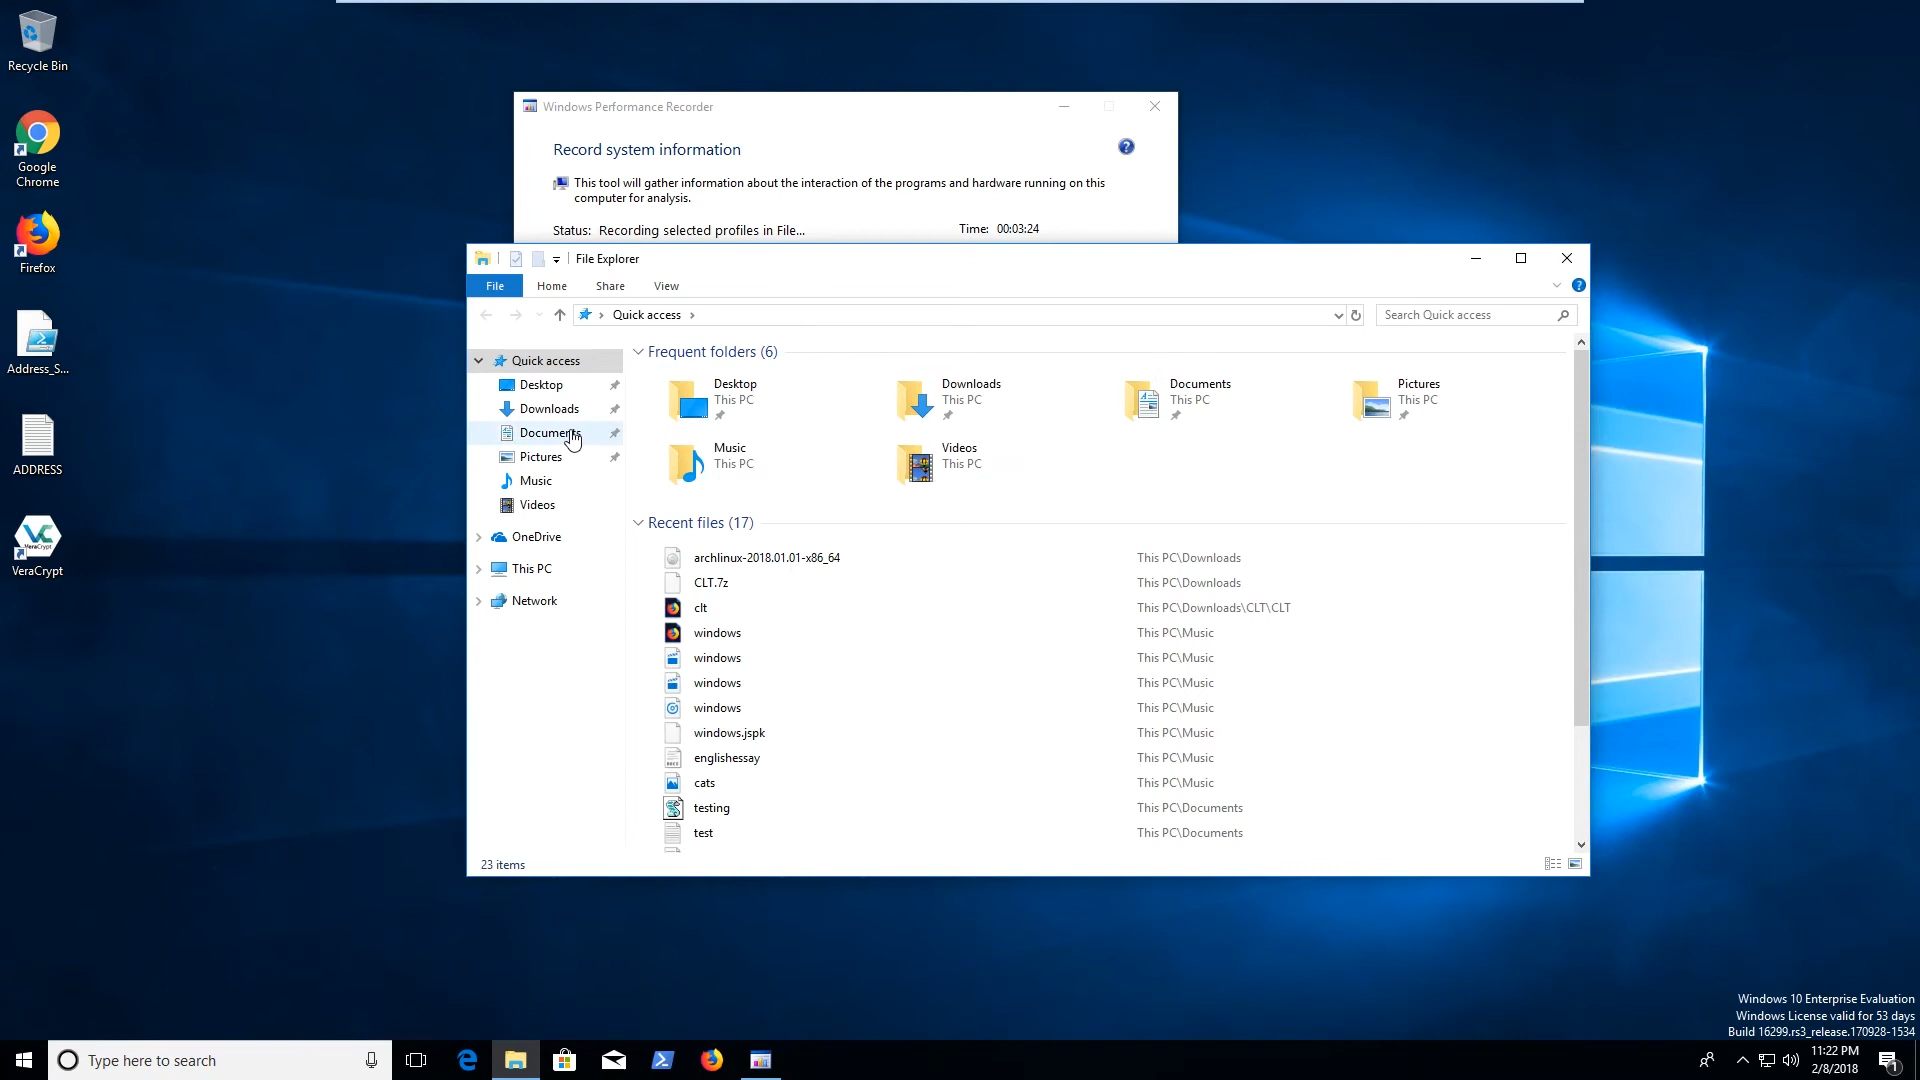 Recycle Bin
Google
Chrome
Firefox
Address_S...
ADDRESS
VeraCrypt
VeraCrypt
Windows Performance Recorder
Record system information
This tool will gather information about the interaction of the programs and hardware running on this
computer for analysis.
Status: Recording selected profiles in File...
Time: 00:03:24
File Explorer
File Home Share View
Quick access
Search Quick access
Quick access
Desktop
Downloads
Documents
Pictures
Music
Videos
OneDrive
This PC
Network
Frequent folders (6)
Desktop
This PC
Downloads
This PC
Documents
This PC
Pictures
This PC
Music
This PC
Videos
This PC
Recent files (17)
archlinux-2018.01.01-x86_64 This PC\Downloads
CLT.7z This PC\Downloads
clt This PC\Downloads\CLT\CLT
windows This PC\Music
windows This PC\Music
windows This PC\Music
windows This PC\Music
windows.jspk This PC\Music
englishessay This PC\Music
cats This PC\Music
testing This PC\Documents
test This PC\Documents
23 items
Windows 10 Enterprise Evaluation
Windows License valid for 53 days
Build 16299.rs3_release.170928-1534
Type here to search
11:22 PM
2/8/2018
1